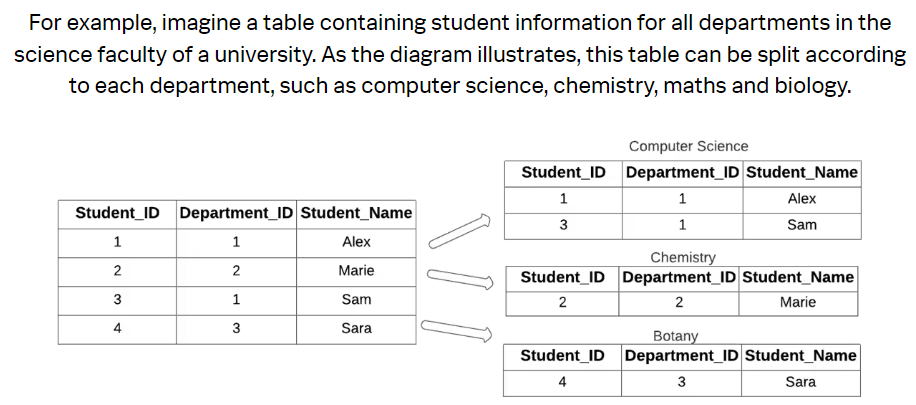 For example, imagine a table containing student information for all departments in the
science faculty of a university. As the diagram illustrates, this table can be split according
to each department, such as computer science, chemistry, maths and biology.
Student_ID Department_ID Student_Name
1 1 Alex
2 2 Marie
3 1 Sam
4 3 Sara
Computer Science
Student_ID Department_ID Student_Name
1 1 Alex
3 1 Sam
Chemistry
Student_ID Department_ID Student_Name
2 2 Marie
Botany
Student_ID Department_ID Student_Name
4 3 Sara